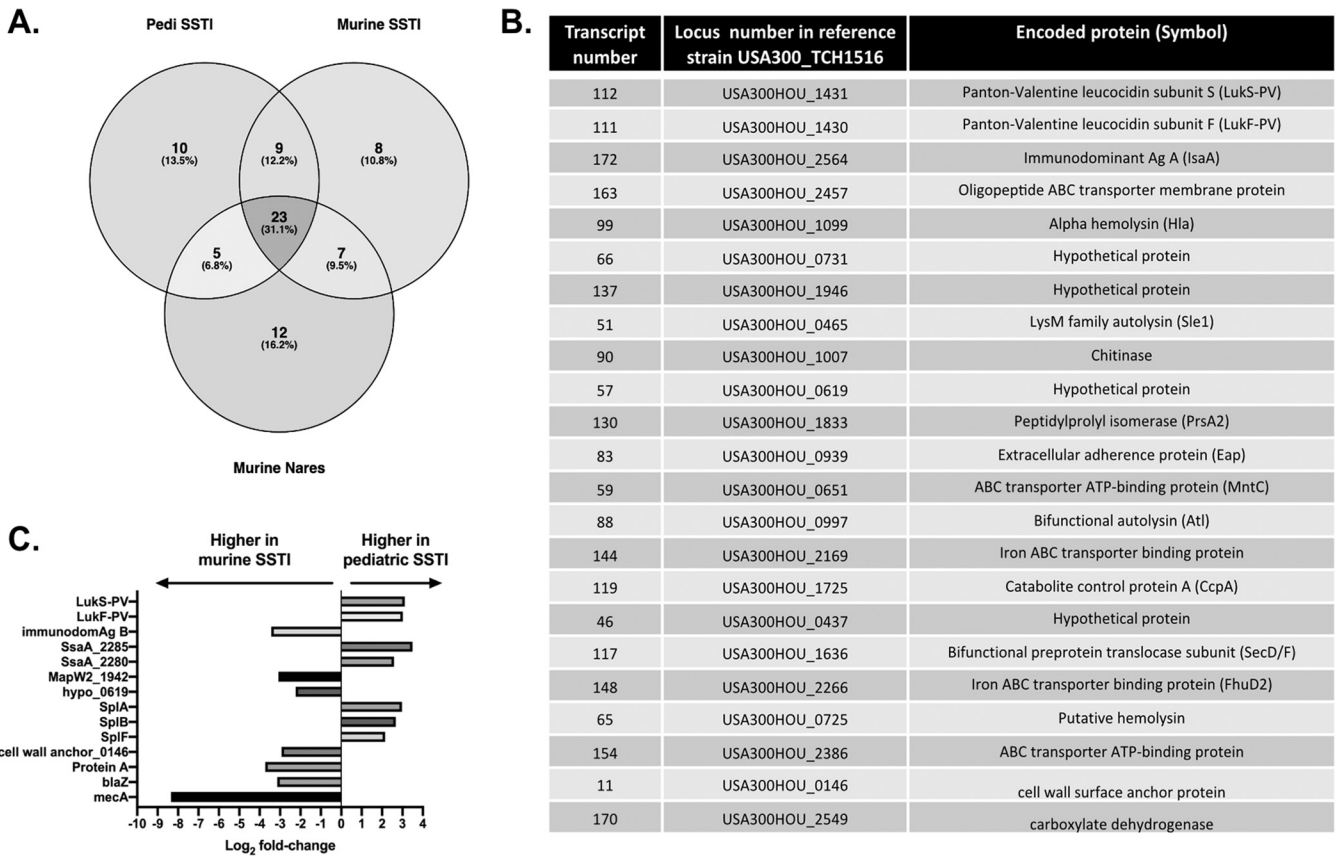 A.
Pedi SSTI
Murine SSTI
10
(13.5%)
9
(12.2%)
8
(10.8%)
23
(31.1%)
5
(6.8%)
7
(9.5%)
12
(16.2%)
Murine Nares
B.
Transcript number Locus number in reference strain USA300_TCH1516 Encoded protein (Symbol)
112 USA300HOU_1431 Panton-Valentine leucocidin subunit S (LukS-PV)
111 USA300HOU_1430 Panton-Valentine leucocidin subunit F (LukF-PV)
172 USA300HOU_2564 Immunodominant Ag A (IsaA)
163 USA300HOU_2457 Oligopeptide ABC transporter membrane protein
99 USA300HOU_1099 Alpha hemolysin (Hla)
66 USA300HOU_0731 Hypothetical protein
137 USA300HOU_1946 Hypothetical protein
51 USA300HOU_0465 LysM family autolysin (Sle1)
90 USA300HOU_1007 Chitinase
57 USA300HOU_0619 Hypothetical protein
130 USA300HOU_1833 Peptidylprolyl isomerase (PrsA2)
83 USA300HOU_0939 Extracellular adherence protein (Eap)
59 USA300HOU_0651 ABC transporter ATP-binding protein (MntC)
88 USA300HOU_0997 Bifunctional autolysin (Atl)
144 USA300HOU_2169 Iron ABC transporter binding protein
119 USA300HOU_1725 Catabolite control protein A (CcpA)
46 USA300HOU_0437 Hypothetical protein
117 USA300HOU_1636 Bifunctional preprotein translocase subunit (SecD/F)
148 USA300HOU_2266 Iron ABC transporter binding protein (FhuD2)
65 USA300HOU_0725 Putative hemolysin
154 USA300HOU_2386 ABC transporter ATP-binding protein
11 USA300HOU_0146 cell wall surface anchor protein
170 USA300HOU_2549 carboxylate dehydrogenase
C.
Higher in
murine SSTI
Higher in
pediatric SSTI
LukS-PV
LukF-PV
immunodomAg B
SsaA_2285
SsaA_2280
MapW2_1942
hypo_0619
SplA
SplB
SplF
cell wall anchor_0146
Protein A
blaZ
mecA
-10 -9 -8 -7 -6 -5 -4 -3 -2 -1 0 1 2 3 4
Log2 fold-change